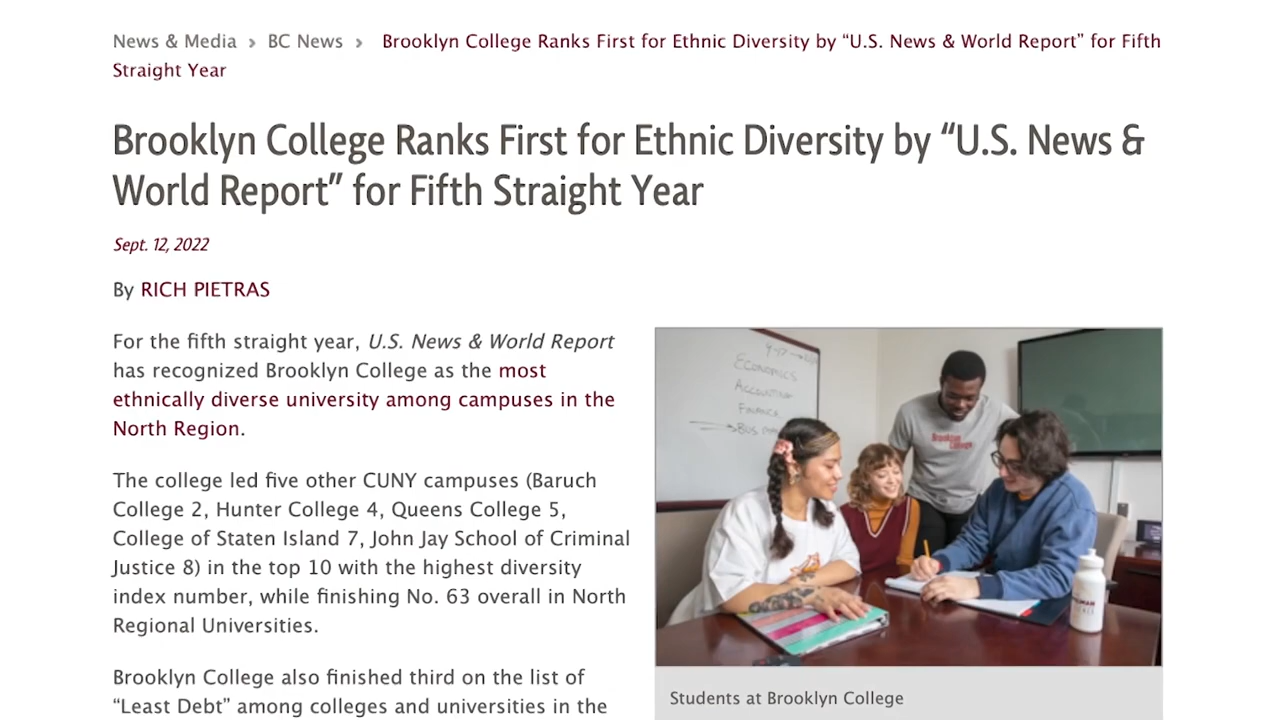 News & Media › BC News › Brooklyn College Ranks First for Ethnic Diversity by “U.S. News & World Report” for Fifth
Straight Year
Brooklyn College Ranks First for Ethnic Diversity by “U.S. News &
World Report” for Fifth Straight Year
Sept. 12, 2022
By RICH PIETRAS
For the fifth straight year, U.S. News & World Report
has recognized Brooklyn College as the most
ethnically diverse university among campuses in the
North Region.
The college led five other CUNY campuses (Baruch
College 2, Hunter College 4, Queens College 5,
College of Staten Island 7, John Jay School of Criminal
Justice 8) in the top 10 with the highest diversity
index number, while finishing No. 63 overall in North
Regional Universities.
Brooklyn College also finished third on the list of
“Least Debt” among colleges and universities in the
ECONOMICS
ACCOUNTING
FINANCE
BUS
Brooklyn
College
Students at Brooklyn College